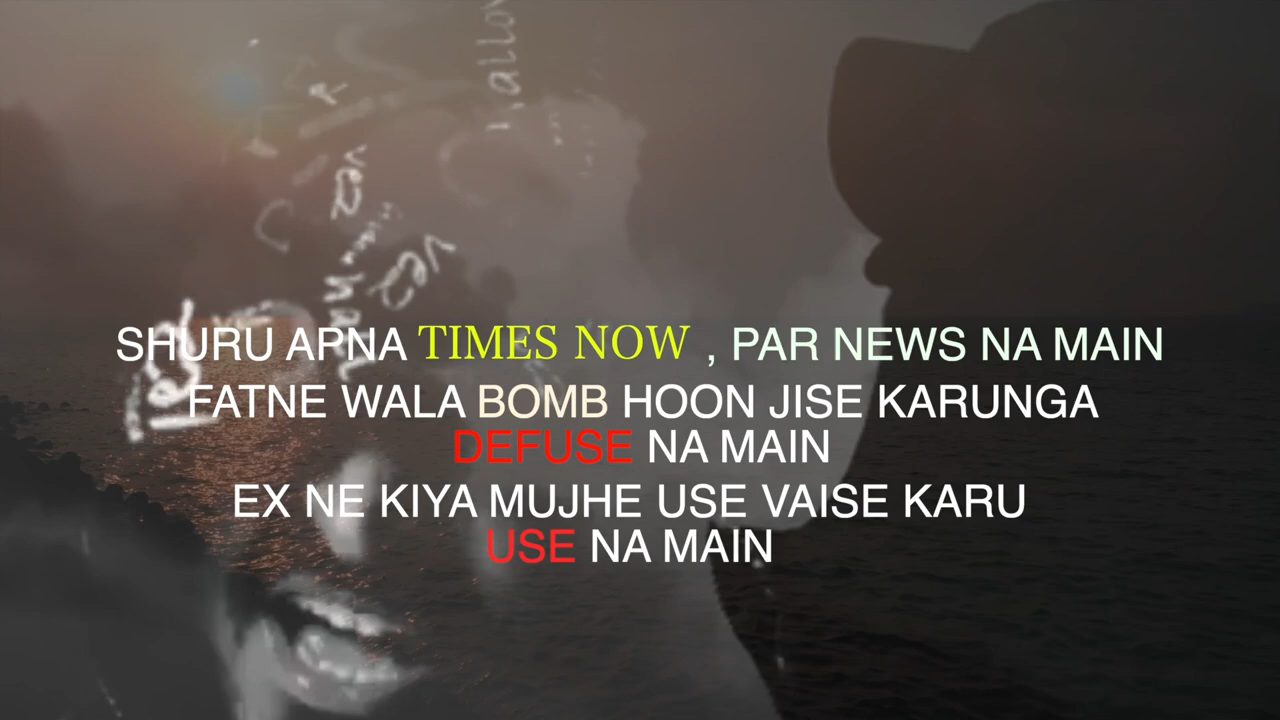 SHURU APNA TIMES NOW , PAR NEWS NA MAIN
FATNE WALA BOMB HOON JISE KARUNGA
DEFUSE NA MAIN
EX NE KIYA MUJHE USE VAISE KARU
USE NA MAIN